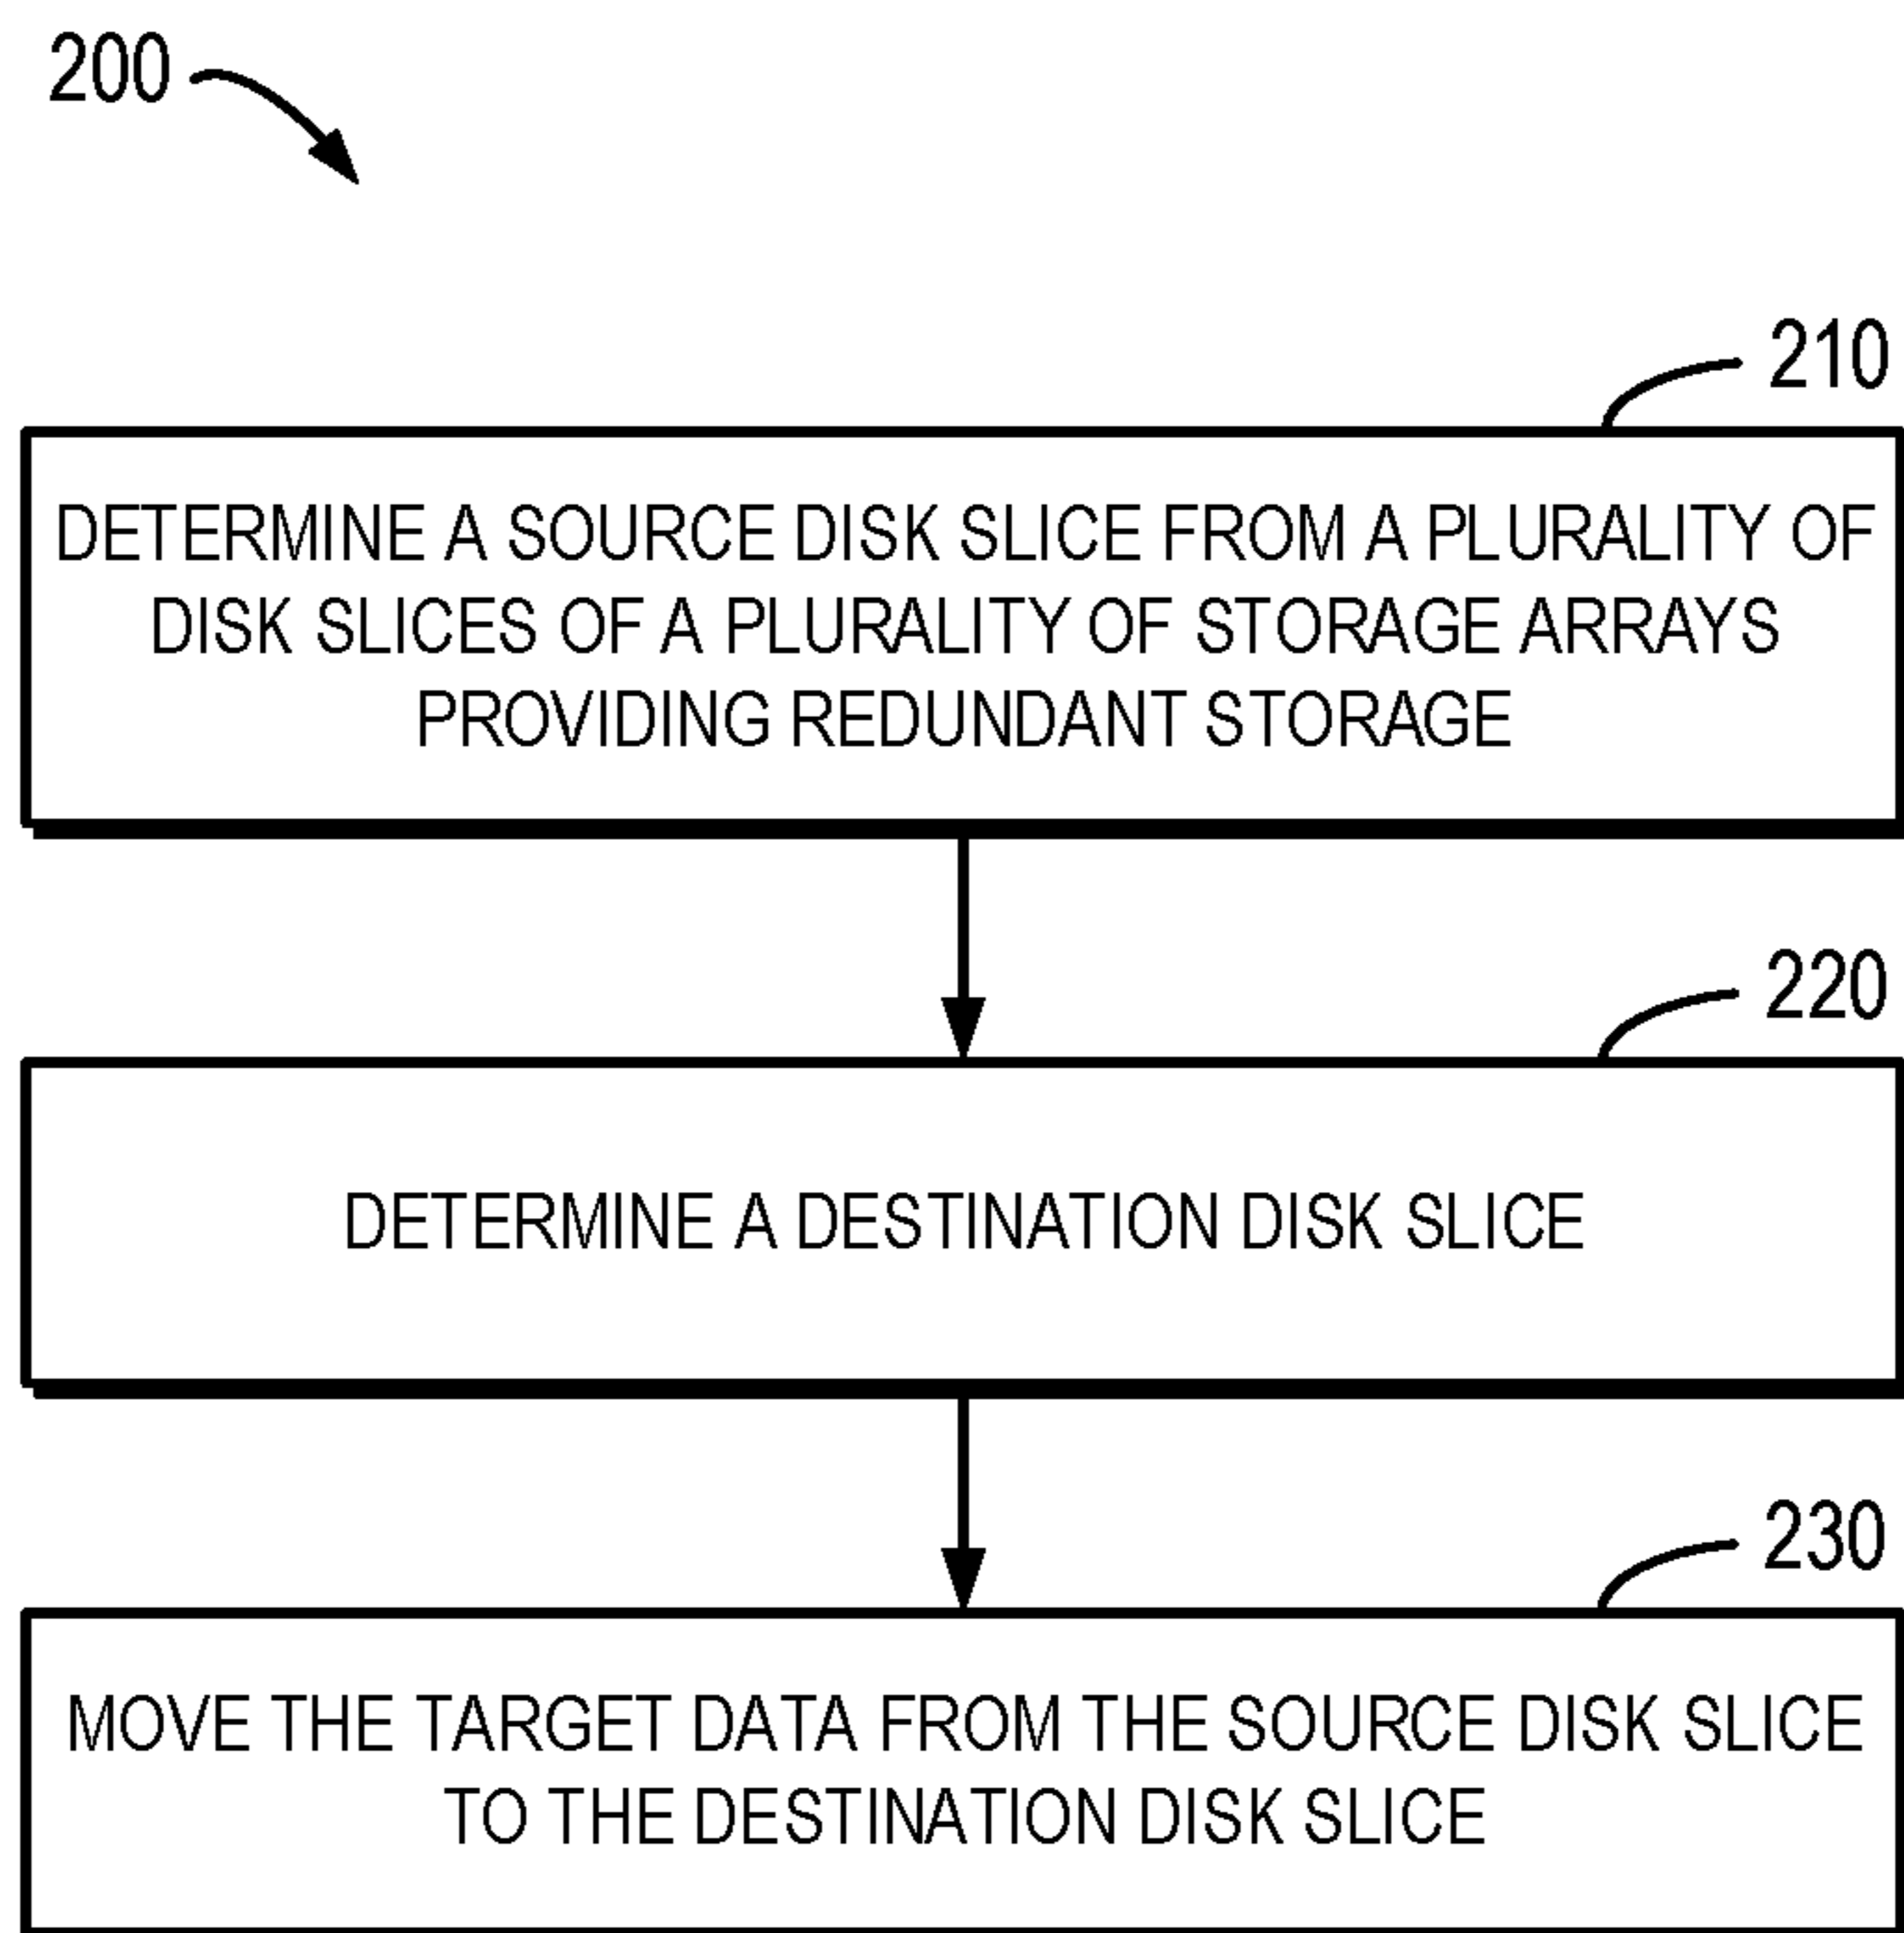 200
210
DETERMINE A SOURCE DISK SLICE FROM A PLURALITY OF
DISK SLICES OF A PLURALITY OF STORAGE ARRAYS
PROVIDING REDUNDANT STORAGE
220
DETERMINE A DESTINATION DISK SLICE
230
MOVE THE TARGET DATA FROM THE SOURCE DISK SLICE
TO THE DESTINATION DISK SLICE